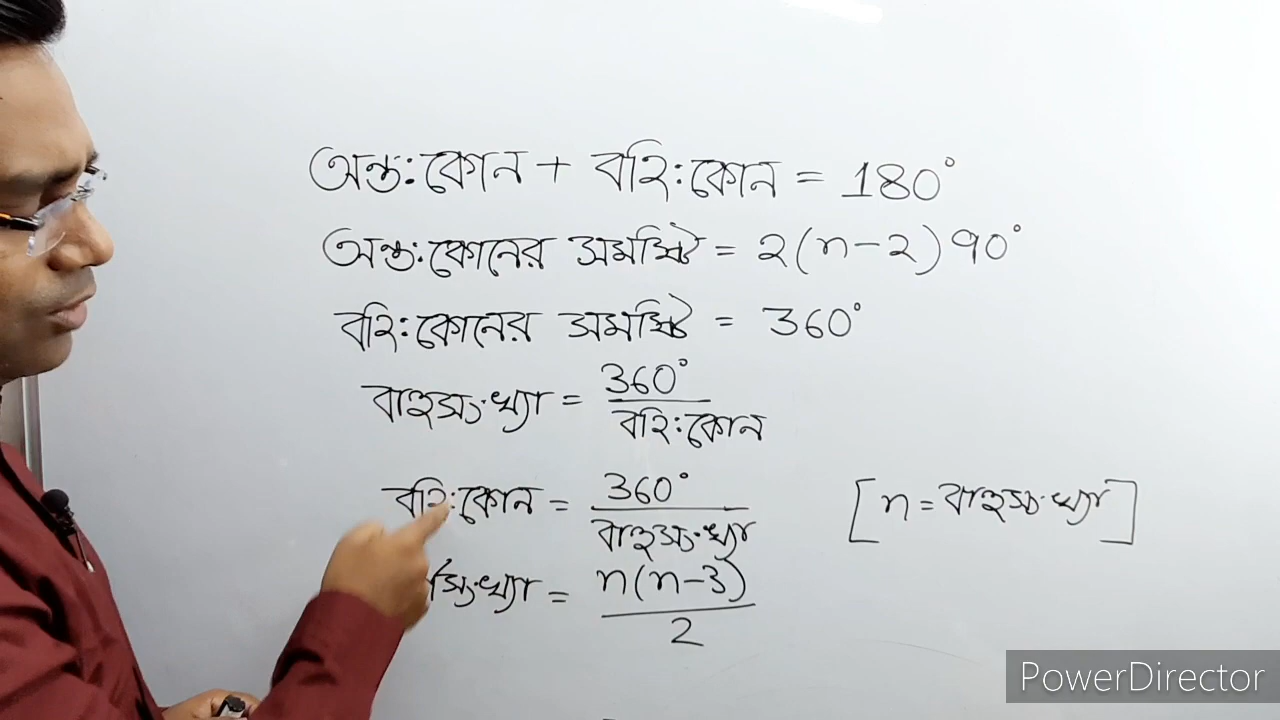 অন্ত:কোন + বহি:কোন = 180°
অন্ত:কোনের সমষ্টি = 2(n-2)90°
বহি:কোনের সমষ্টি = 360°
বাহুসংখ্যা = 360° / বহি:কোন
বহি:কোন = 360° / বাহুসংখ্যা [n = বাহুসংখ্যা]
সংখ্যা = n(n-3) / 2
PowerDirector